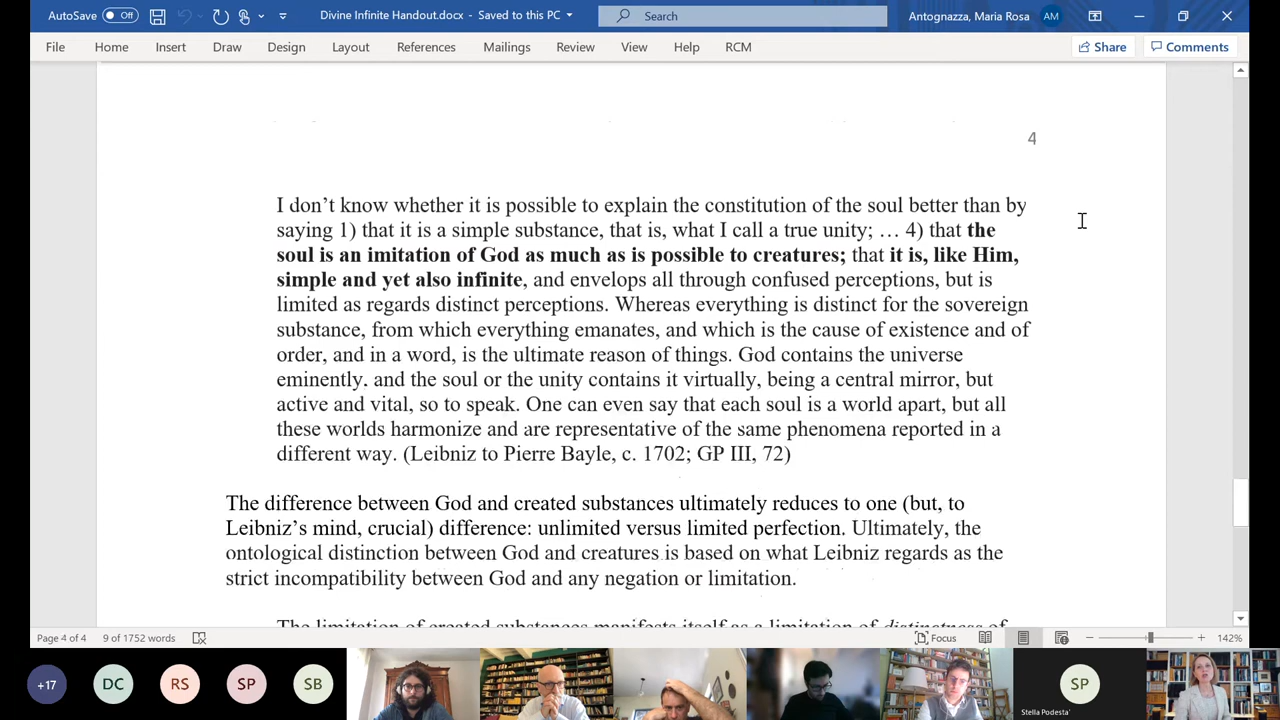 AutoSave Off Divine Infinite Handout.docx - Saved to this PC Search Antognazza, Maria Rosa AM
File Home Insert Draw Design Layout References Mailings Review View Help RCM Share Comments
4
I don’t know whether it is possible to explain the constitution of the soul better than by
saying 1) that it is a simple substance, that is, what I call a true unity; … 4) that the
soul is an imitation of God as much as is possible to creatures; that it is, like Him,
simple and yet also infinite, and envelops all through confused perceptions, but is
limited as regards distinct perceptions. Whereas everything is distinct for the sovereign
substance, from which everything emanates, and which is the cause of existence and of
order, and in a word, is the ultimate reason of things. God contains the universe
eminently, and the soul or the unity contains it virtually, being a central mirror, but
active and vital, so to speak. One can even say that each soul is a world apart, but all
these worlds harmonize and are representative of the same phenomena reported in a
different way. (Leibniz to Pierre Bayle, c. 1702; GP III, 72)
The difference between God and created substances ultimately reduces to one (but, to
Leibniz’s mind, crucial) difference: unlimited versus limited perfection. Ultimately, the
ontological distinction between God and creatures is based on what Leibniz regards as the
strict incompatibility between God and any negation or limitation.
The limitation of created substances manifests itself as a limitation of distinctness of
Page 4 of 4 9 of 1752 words Focus 142%
+17 DC RS SP SB SP
Stella Podesta'